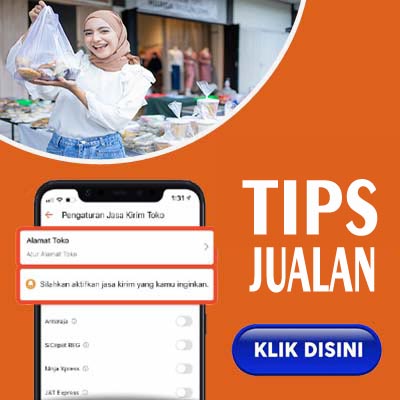 1:31
Pengaturan Jasa Kirim Toko
Alamat Toko
Atur Alamat Toko
Silahkan aktifkan jasa kirim yang kamu inginkan.
Anteraja
SiCepat REG
Ninja Xpress
J&T Express
TIPS
JUALAN
KLIK DISINI